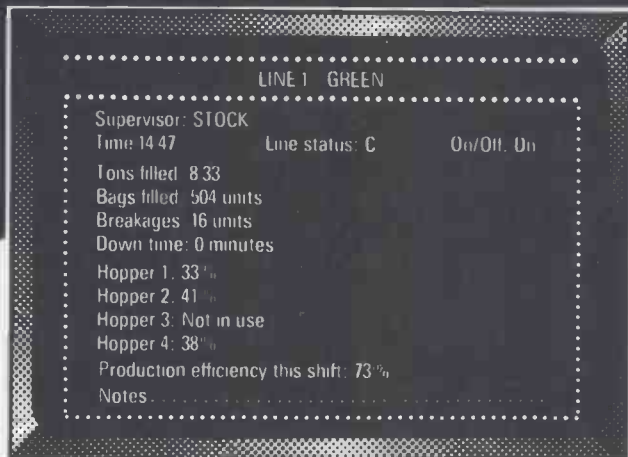 LINE 1 GREEN
Supervisor: STOCK
Time 14 47 Line status: C On/Off. On
Tons filled 8 33
Bags filled 504 units
Breakages 16 units
Down time: 0 minutes
Hopper 1. 33%
Hopper 2. 41%
Hopper 3: Not in use
Hopper 4: 38%
Production efficiency this shift: 73%
Notes